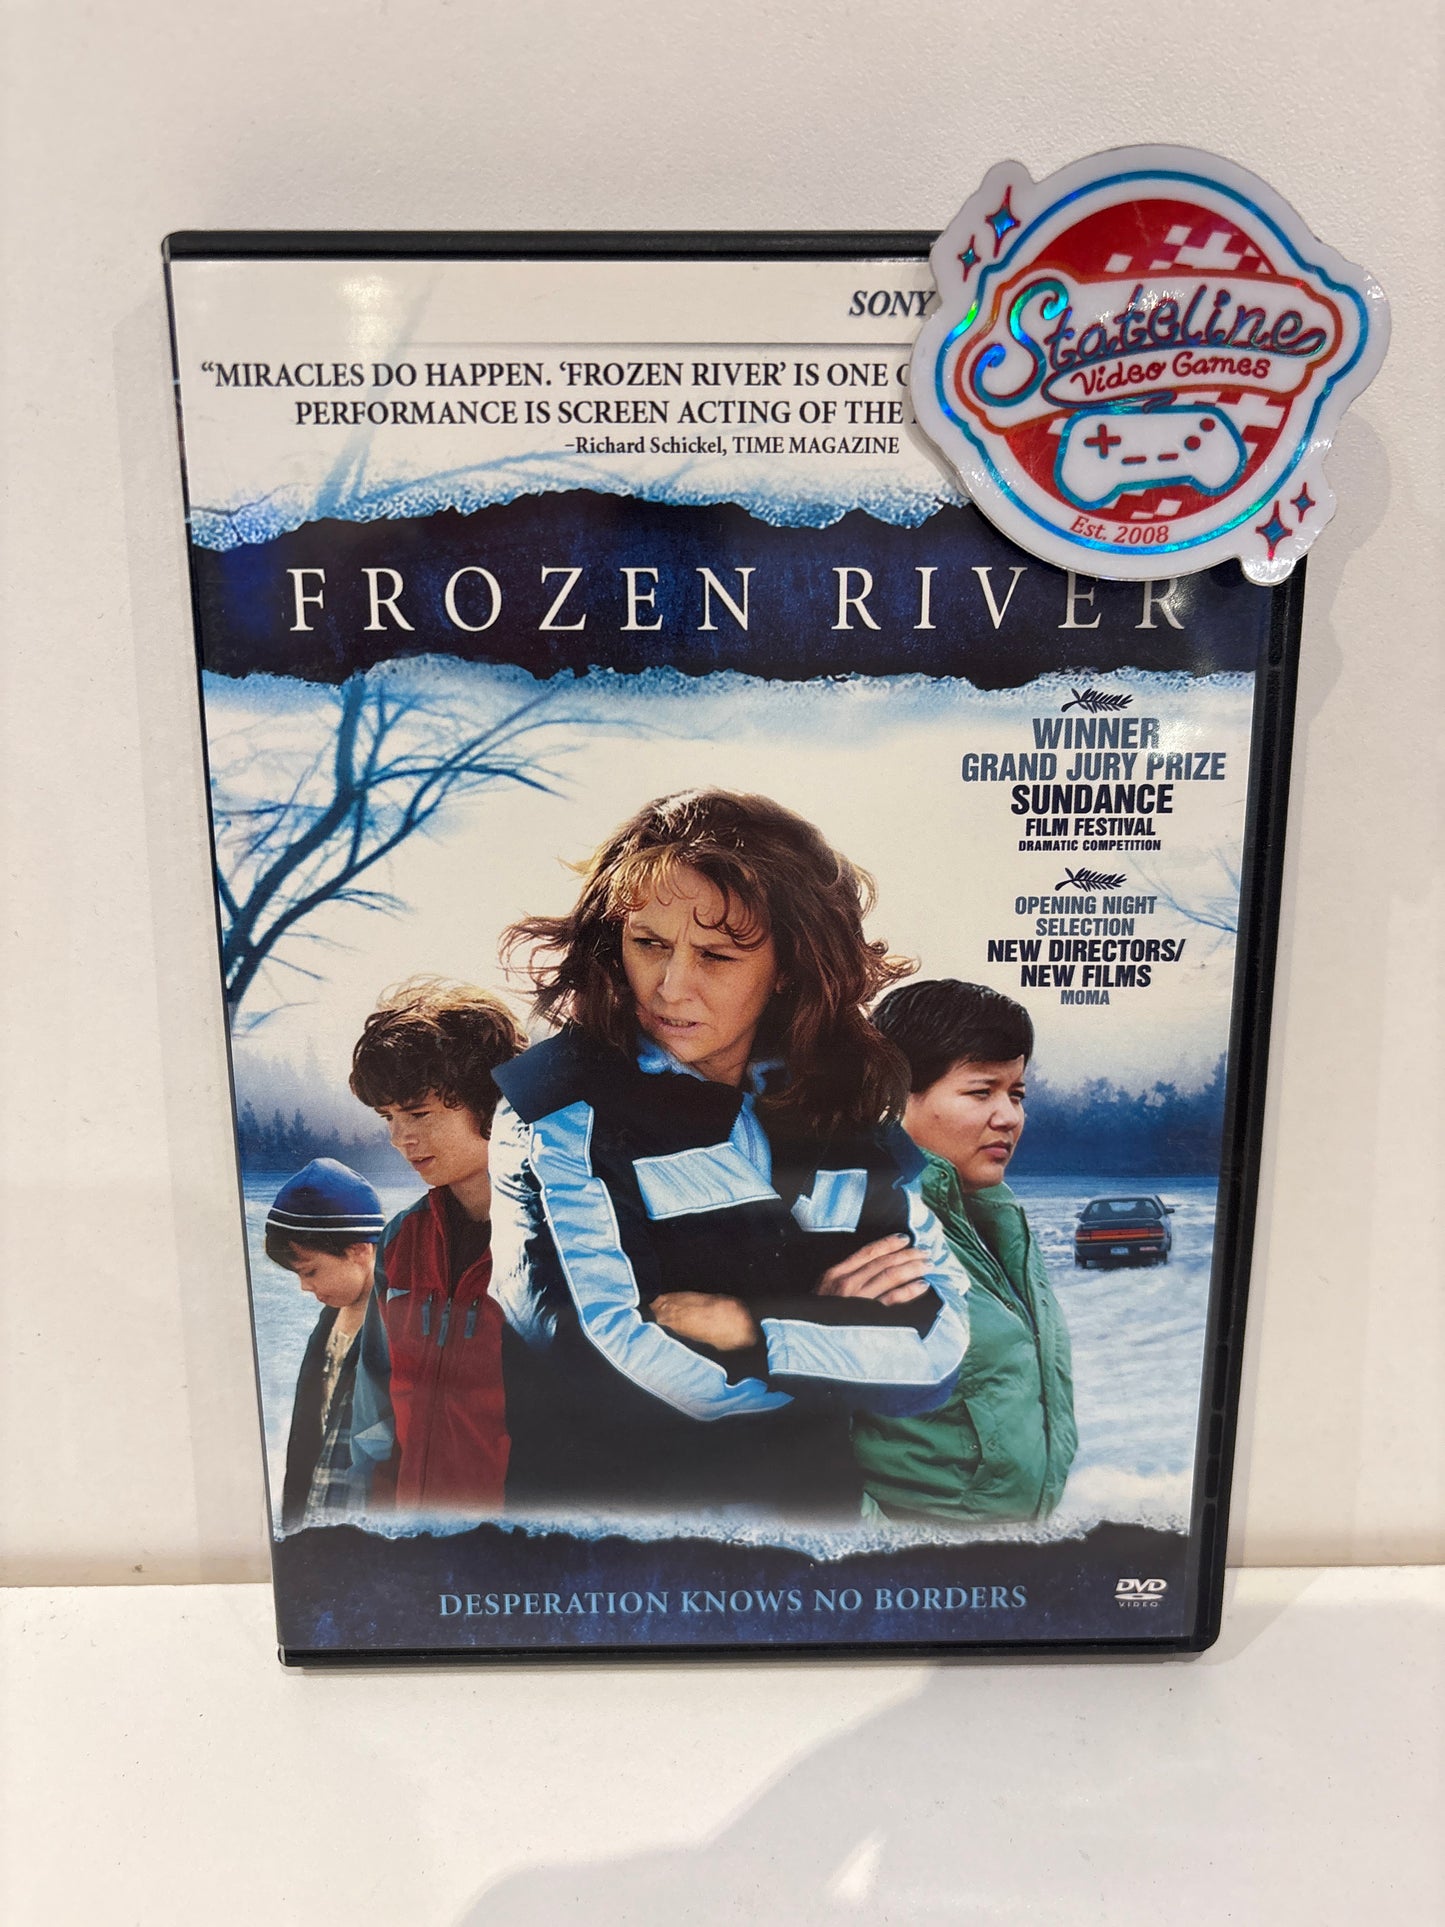 SONY
“MIRACLES DO HAPPEN. ‘FROZEN RIVER’ IS ONE
PERFORMANCE IS SCREEN ACTING OF THE
–Richard Schickel, TIME MAGAZINE
Stateline
Video Games
Est. 2008
FROZEN RIVER
WINNER
GRAND JURY PRIZE
SUNDANCE
FILM FESTIVAL
DRAMATIC COMPETITION
OPENING NIGHT
SELECTION
NEW DIRECTORS/
NEW FILMS
MOMA
DESPERATION KNOWS NO BORDERS
DVD
VIDEO